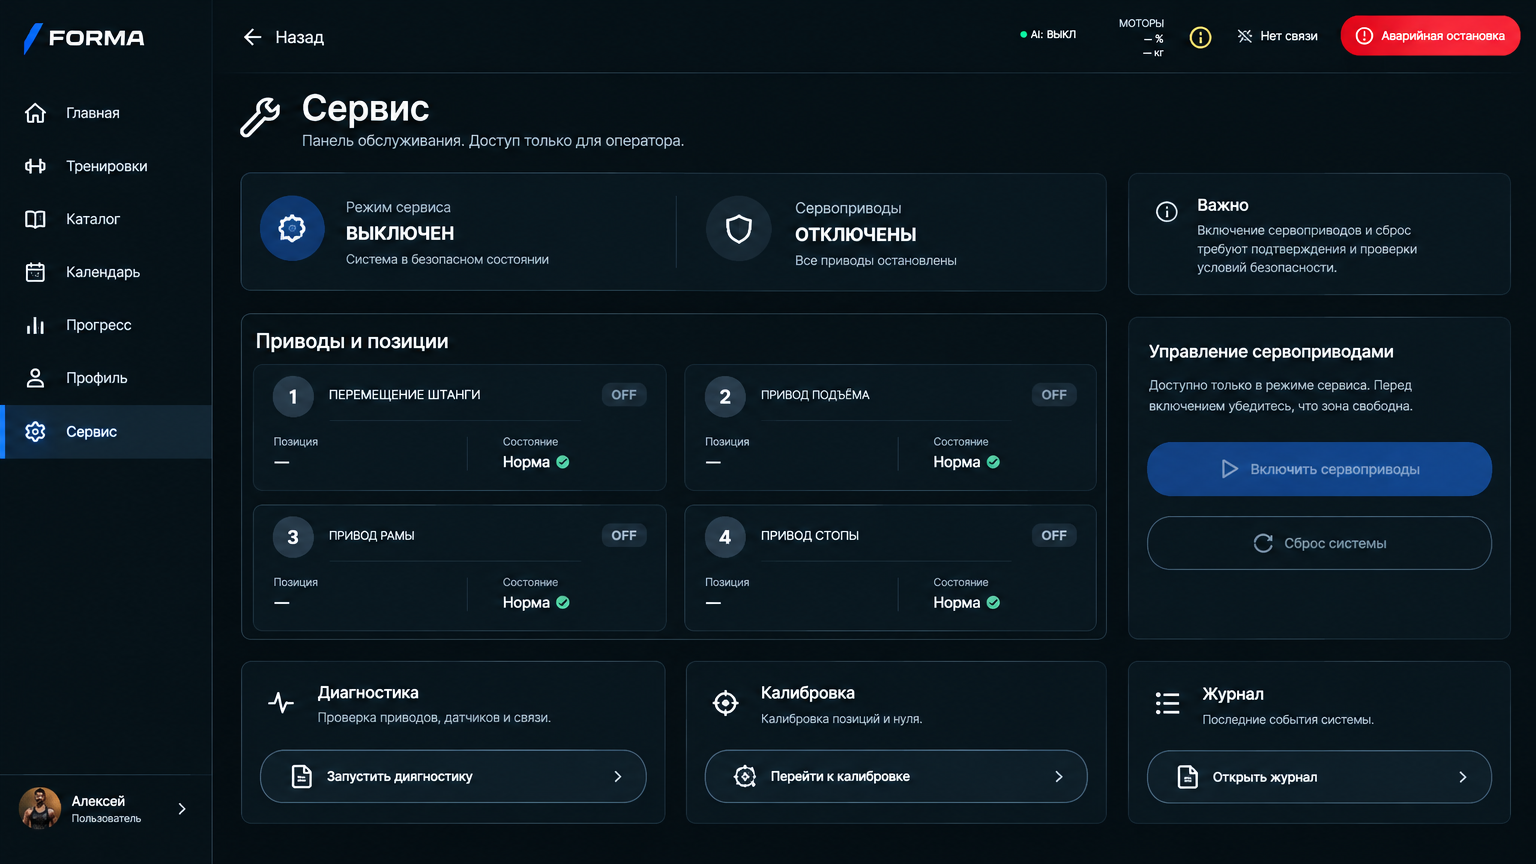 FORMA
Главная
Тренировки
Каталог
Календарь
Прогресс
Профиль
Сервис
Алексей
Пользователь
Назад
AI: ВЫКЛ
МОТОРЫ
— %
— кг
Нет связи
Аварийная остановка
Сервис
Панель обслуживания. Доступ только для оператора.
Режим сервиса
ВЫКЛЮЧЕН
Система в безопасном состоянии
Сервоприводы
ОТКЛЮЧЕНЫ
Все приводы остановлены
Важно
Включение сервоприводов и сброс
требуют подтверждения и проверки
условий безопасности.
Приводы и позиции
1 ПЕРЕМЕЩЕНИЕ ШТАНГИ OFF
Позиция
—
Состояние
Норма
2 ПРИВОД ПОДЪЁМА OFF
Позиция
—
Состояние
Норма
3 ПРИВОД РАМЫ OFF
Позиция
—
Состояние
Норма
4 ПРИВОД СТОПЫ OFF
Позиция
—
Состояние
Норма
Управление сервоприводами
Доступно только в режиме сервиса. Перед
включением убедитесь, что зона свободна.
Включить сервоприводы
Сброс системы
Диагностика
Проверка приводов, датчиков и связи.
Запустить диягностику
Калибровка
Калибровка позиций и нуля.
Перейти к калибровке
Журнал
Последние события системы.
Открыть журнал